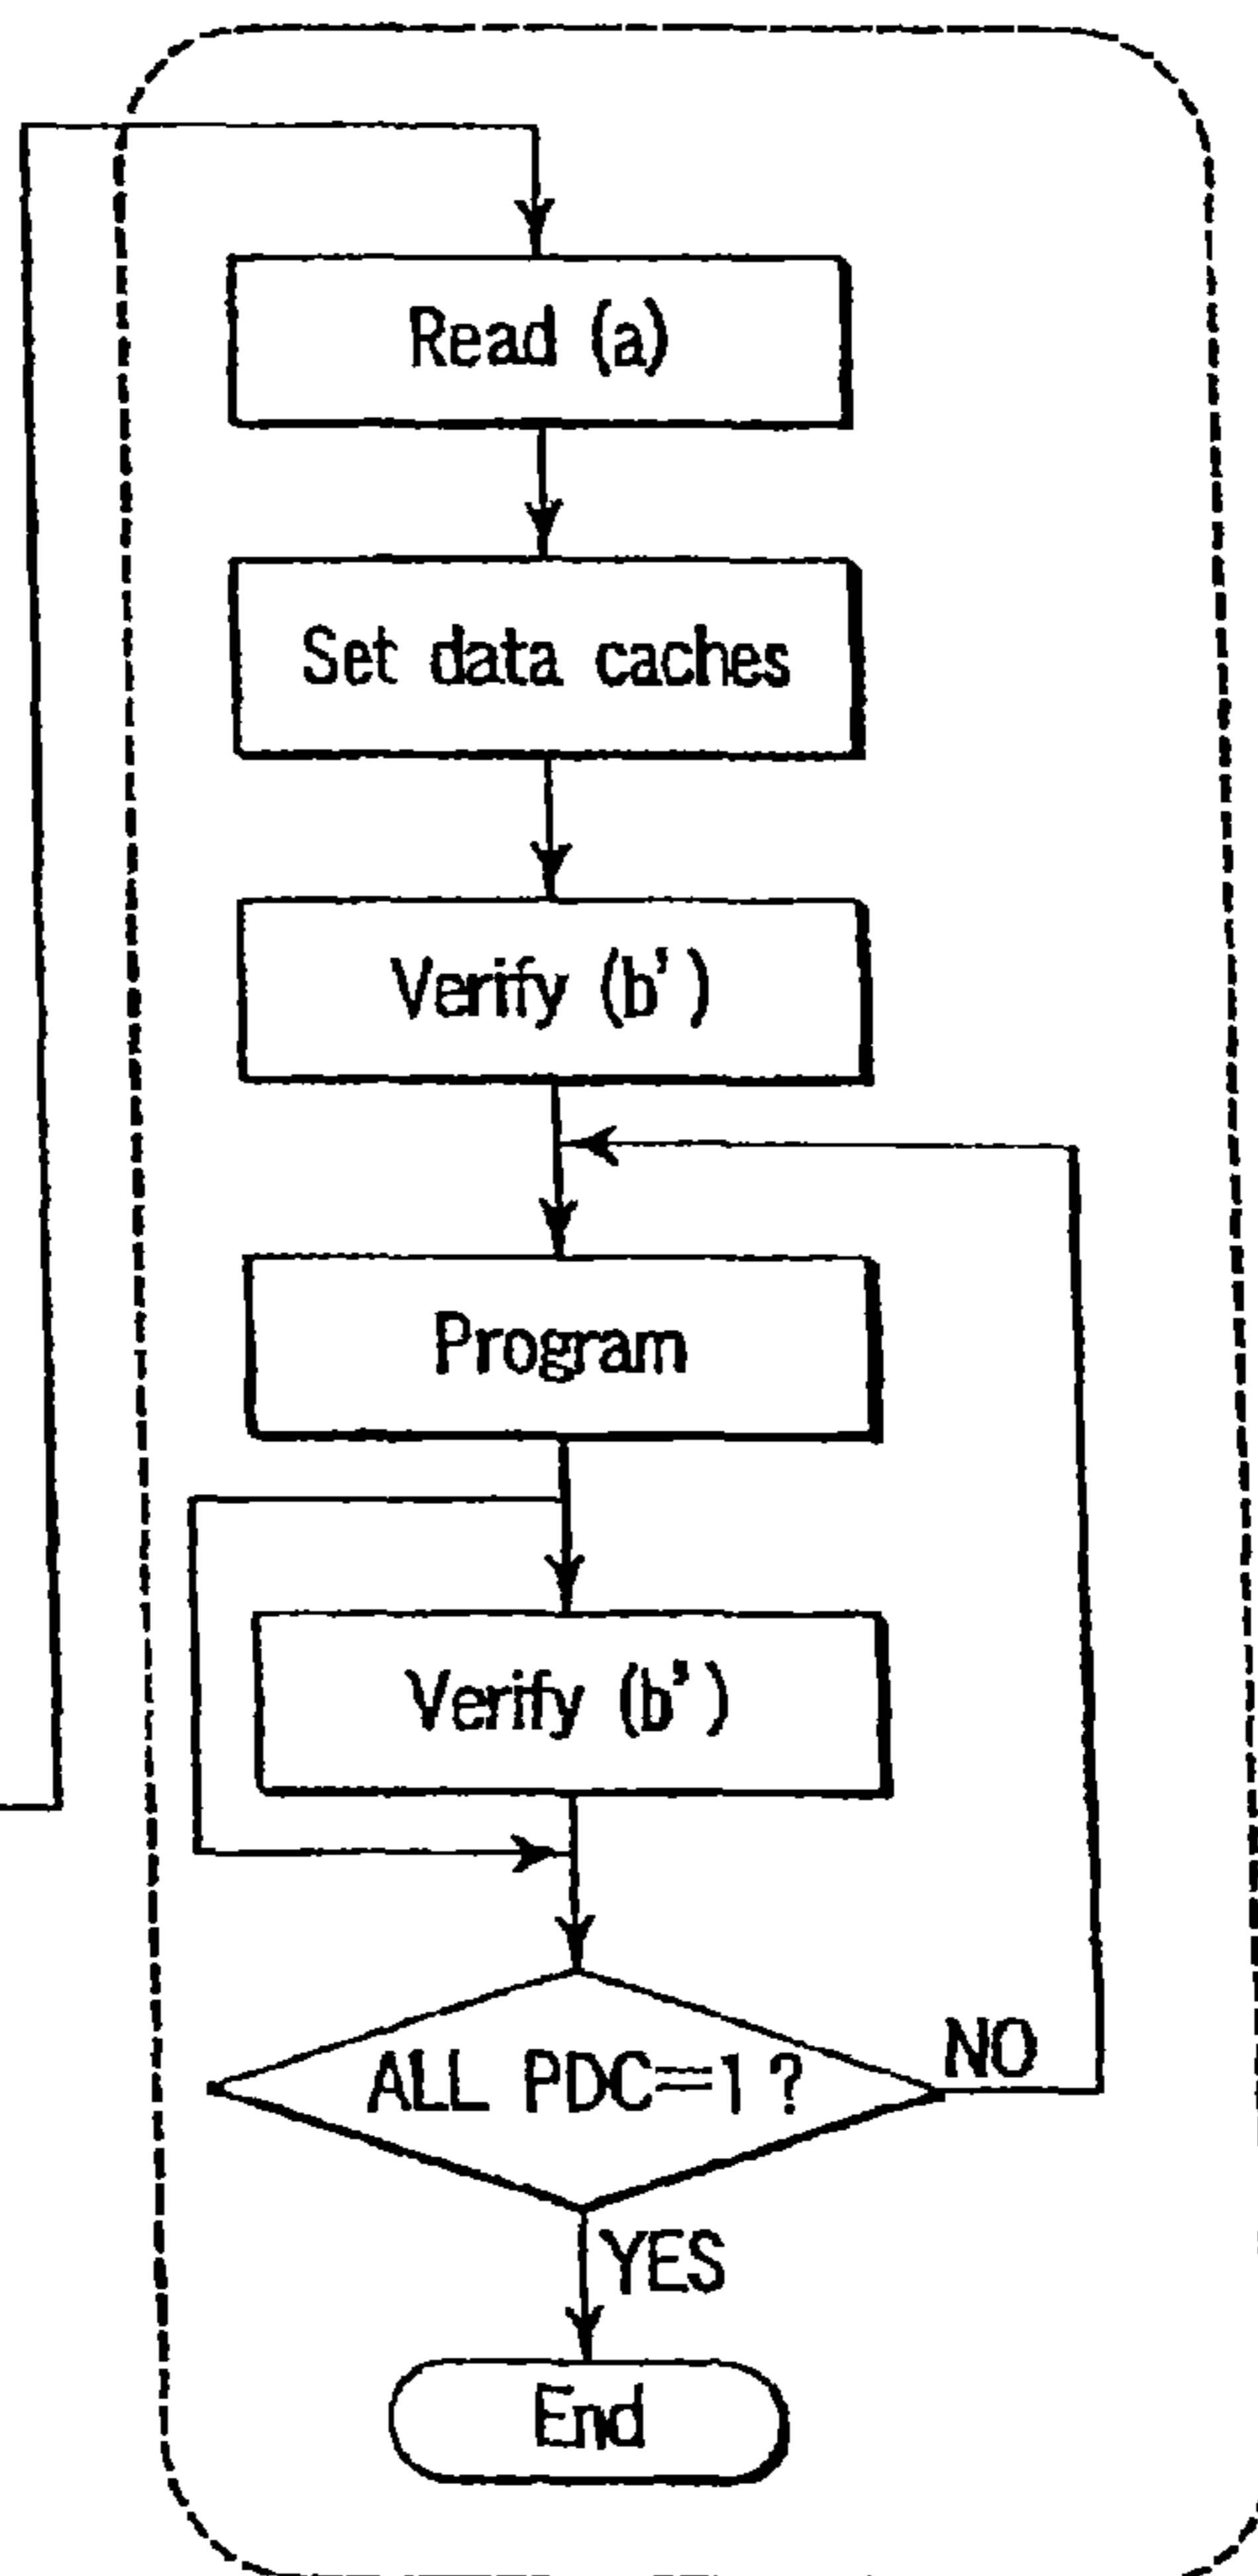 Read (a)
Set data caches
Verify (b')
Program
Verify (b')
ALL PDC=1 ?
NO
YES
End